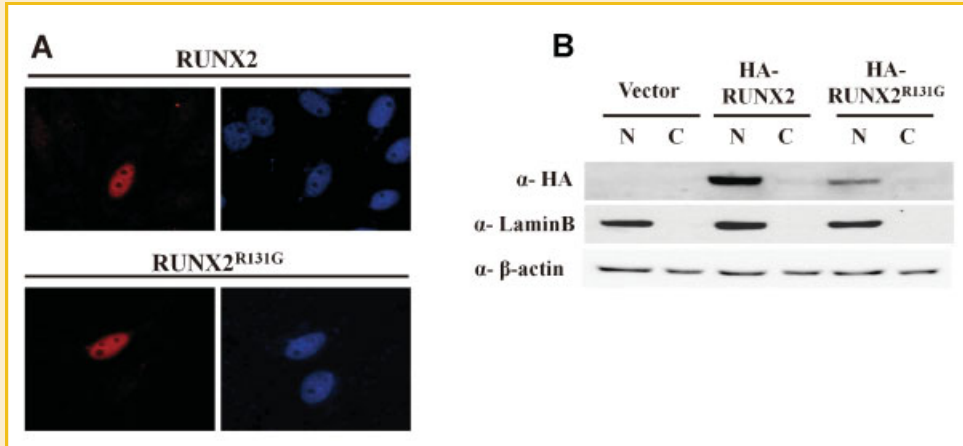 A
RUNX2
RUNX2R131G
B
Vector
HA-
RUNX2
HA-
RUNX2R131G
N C N C N C
α- HA
α- LaminB
α- β-actin